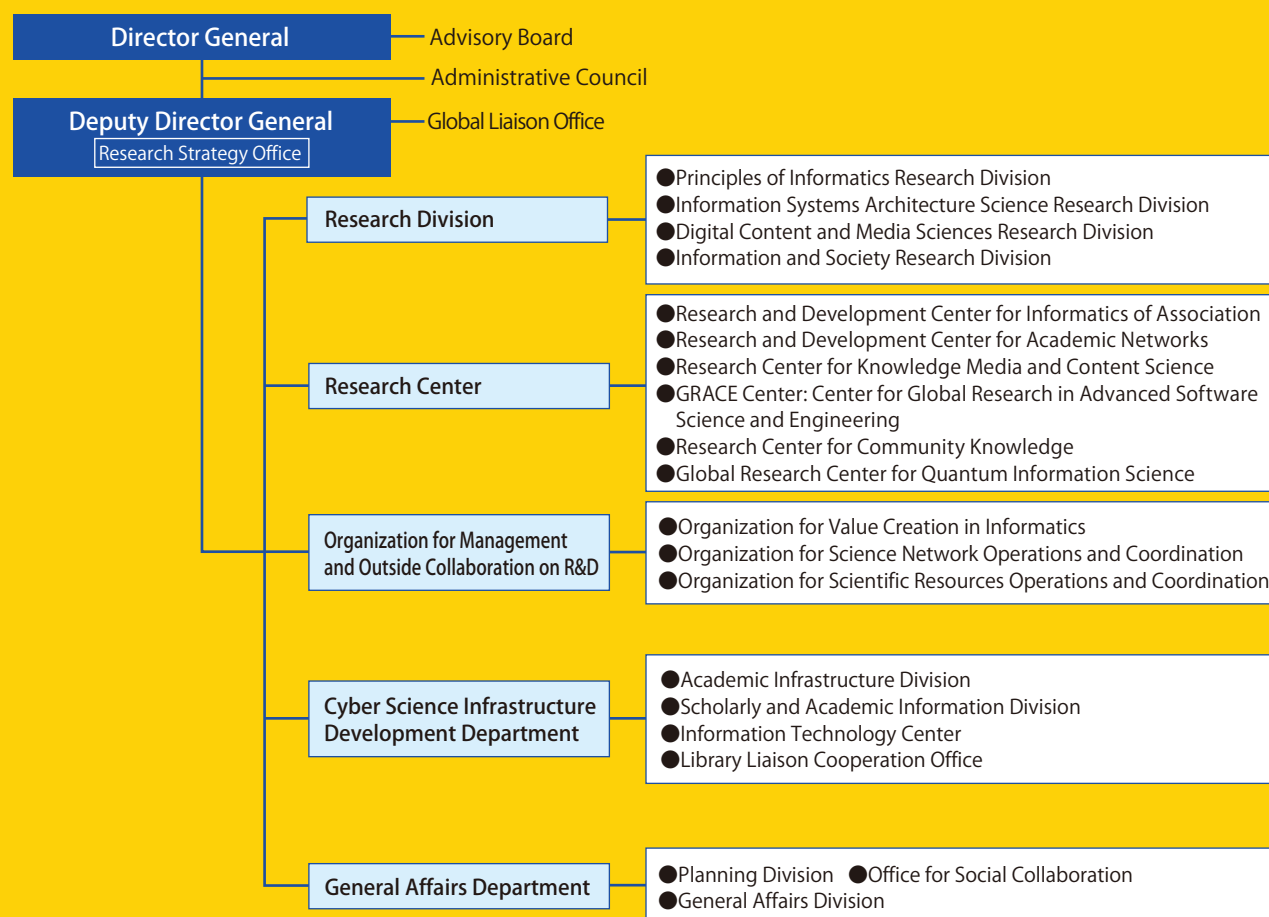 Director General
Advisory Board
Administrative Council
Deputy Director General
Research Strategy Office
Global Liaison Office
Research Division
●Principles of Informatics Research Division
●Information Systems Architecture Science Research Division
●Digital Content and Media Sciences Research Division
●Information and Society Research Division
Research Center
●Research and Development Center for Informatics of Association
●Research and Development Center for Academic Networks
●Research Center for Knowledge Media and Content Science
●GRACE Center: Center for Global Research in Advanced Software
Science and Engineering
●Research Center for Community Knowledge
●Global Research Center for Quantum Information Science
Organization for Management
and Outside Collaboration on R&D
●Organization for Value Creation in Informatics
●Organization for Science Network Operations and Coordination
●Organization for Scientific Resources Operations and Coordination
Cyber Science Infrastructure
Development Department
●Academic Infrastructure Division
●Scholarly and Academic Information Division
●Information Technology Center
●Library Liaison Cooperation Office
General Affairs Department
●Planning Division ●Office for Social Collaboration
●General Affairs Division